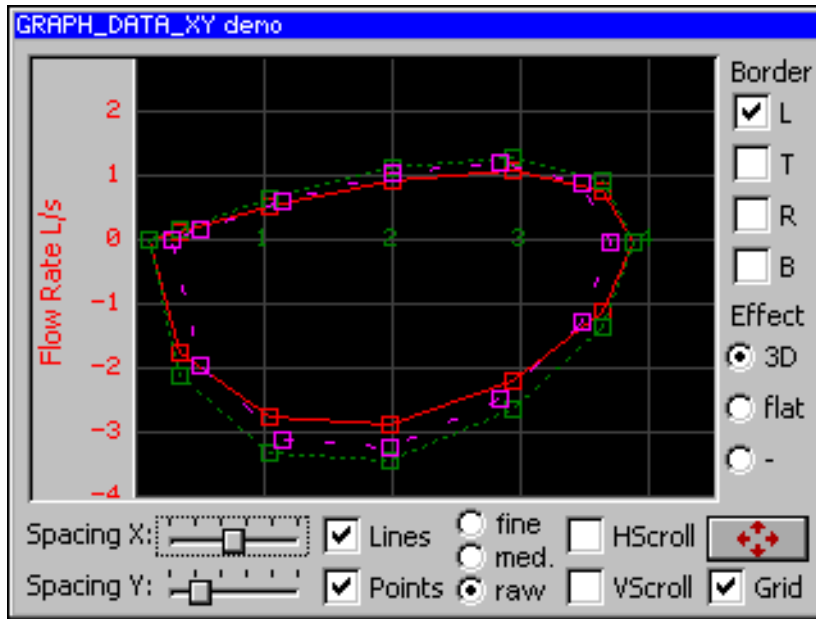 GRAPH_DATA_XY demo
Flow Rate L/s
2
1
0
-1
-2
-3
-4
1 2 3 4
Border
L
T
R
B
Effect
3D
flat
-
Spacing X:
Lines
fine
med.
raw
HScroll
Spacing Y:
Points
VScroll
Grid